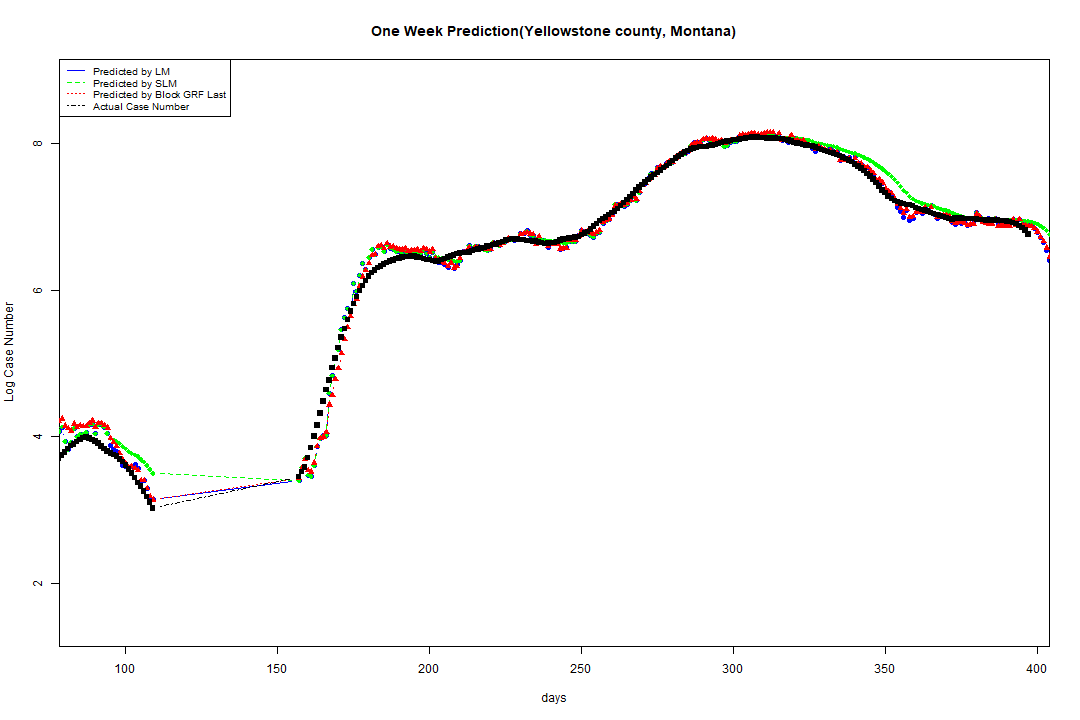 One Week Prediction(Yellowstone county, Montana)
Predicted by LM
Predicted by SLM
Predicted by Block GRF Last
Actual Case Number
8
6
4
2
Log Case Number
100 150 200 250 300 350 400
days